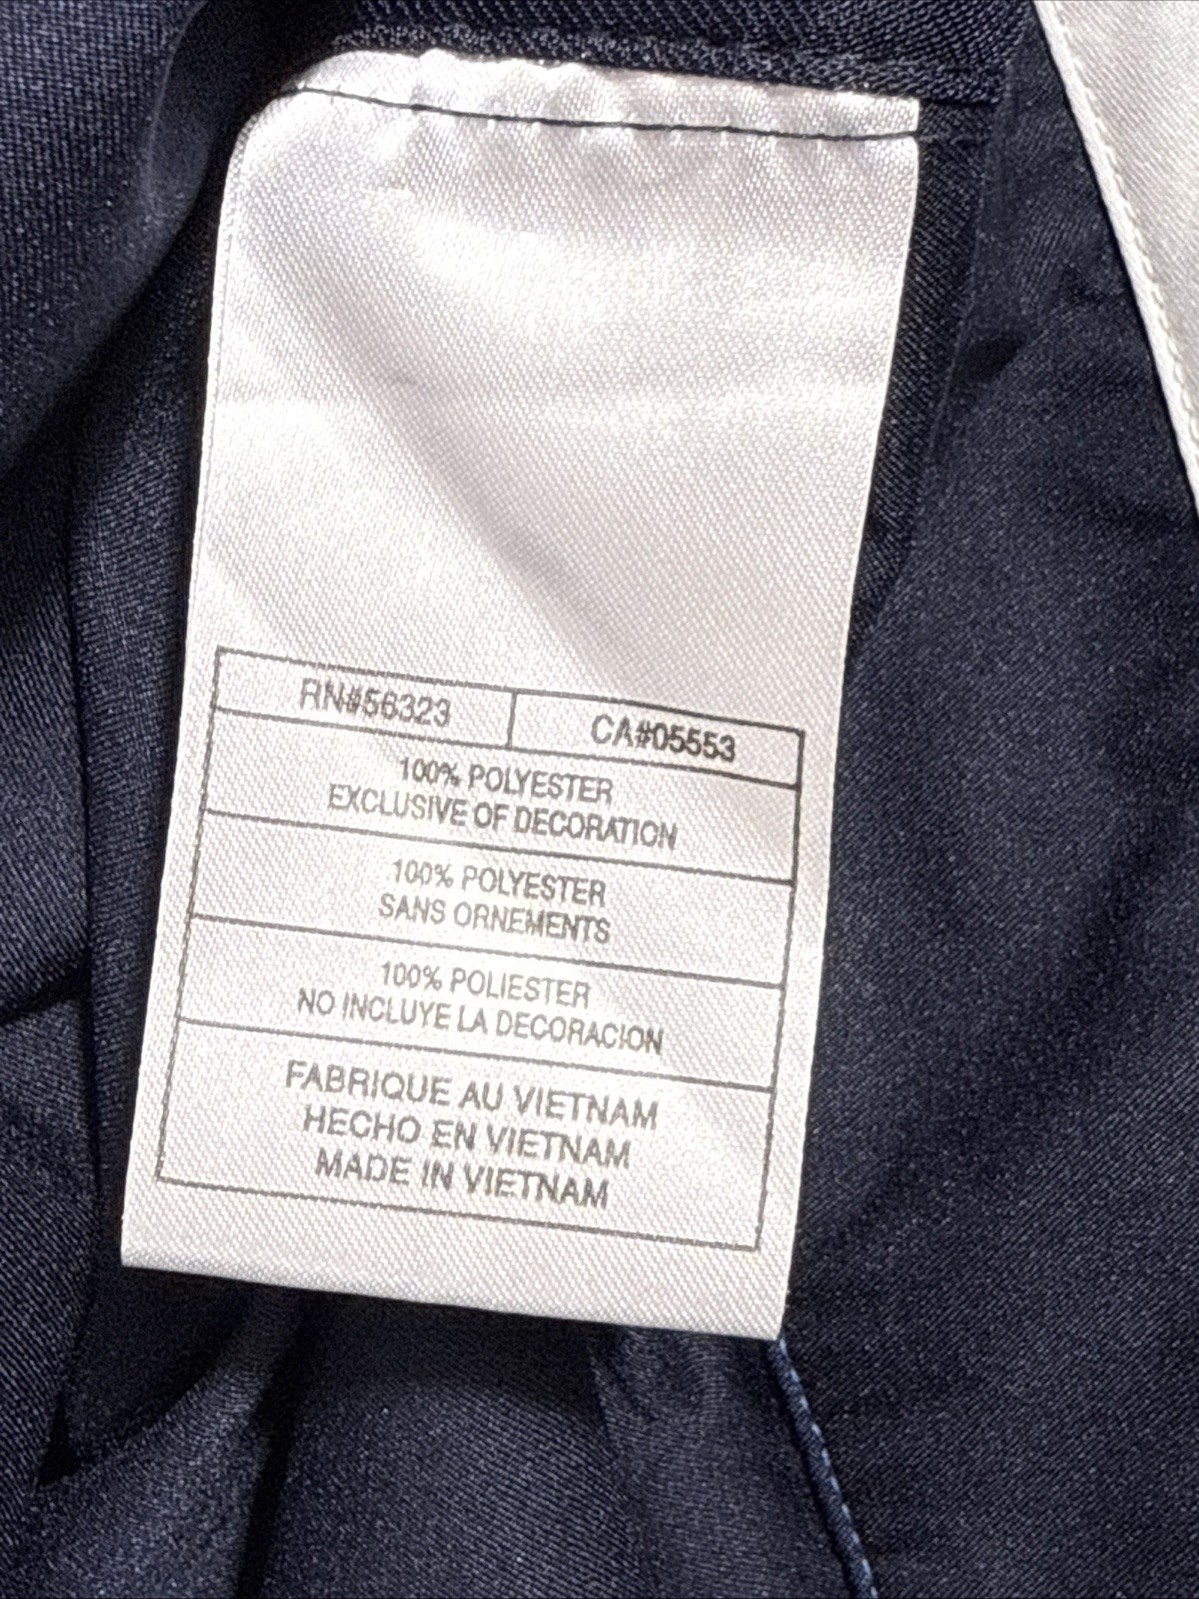 RN#56323
CA#05553
100% POLYESTER
EXCLUSIVE OF DECORATION
100% POLYESTER
SANS ORNEMENTS
100% POLIESTER
NO INCLUYE LA DECORACION
FABRIQUE AU VIETNAM
HECHO EN VIETNAM
MADE IN VIETNAM